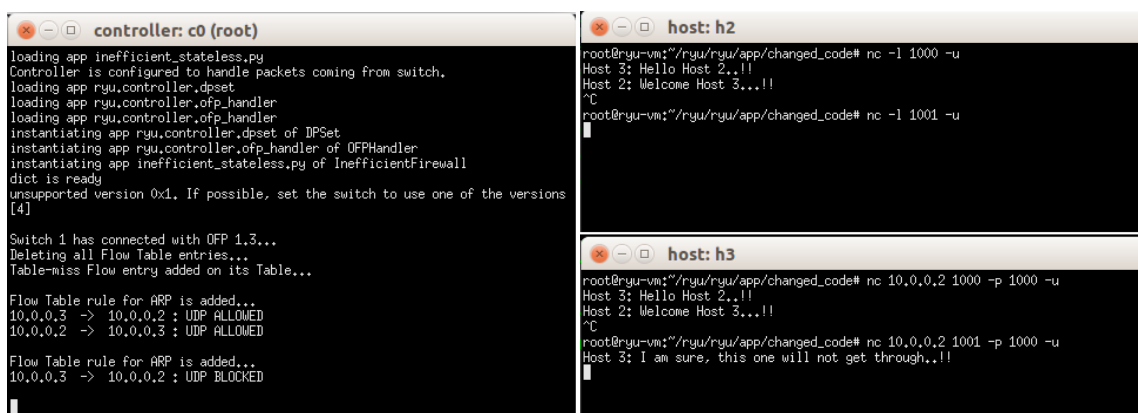 controller: c0 (root)
loading app inefficient_stateless.py
Controller is configured to handle packets coming from switch.
loading app ryu.controller.dpset
loading app ryu.controller.ofp_handler
loading app ryu.controller.ofp_handler
instantiating app ryu.controller.dpset of DPSet
instantiating app ryu.controller.ofp_handler of OFPHandler
instantiating app inefficient_stateless.py of InefficientFirewall
dict is ready
unsupported version 0x1. If possible, set the switch to use one of the versions
[4]
Switch 1 has connected with OFP 1.3...
Deleting all Flow Table entries...
Table-miss Flow entry added on its Table...
Flow Table rule for ARP is added...
10.0.0.3 -> 10.0.0.2 : UDP ALLOWED
10.0.0.2 -> 10.0.0.3 : UDP ALLOWED
Flow Table rule for ARP is added...
10.0.0.3 -> 10.0.0.2 : UDP BLOCKED
host: h2
root@ryu-vm:~/ryu/ryu/app/changed_code# nc -l 1000 -u
Host 3: Hello Host 2..!!
Host 2: Welcome Host 3...!!
^C
root@ryu-vm:~/ryu/ryu/app/changed_code# nc -l 1001 -u
host: h3
root@ryu-vm:~/ryu/ryu/app/changed_code# nc 10.0.0.2 1000 -p 1000 -u
Host 3: Hello Host 2..!!
Host 2: Welcome Host 3...!!
^C
root@ryu-vm:~/ryu/ryu/app/changed_code# nc 10.0.0.2 1001 -p 1000 -u
Host 3: I am sure, this one will not get through..!!